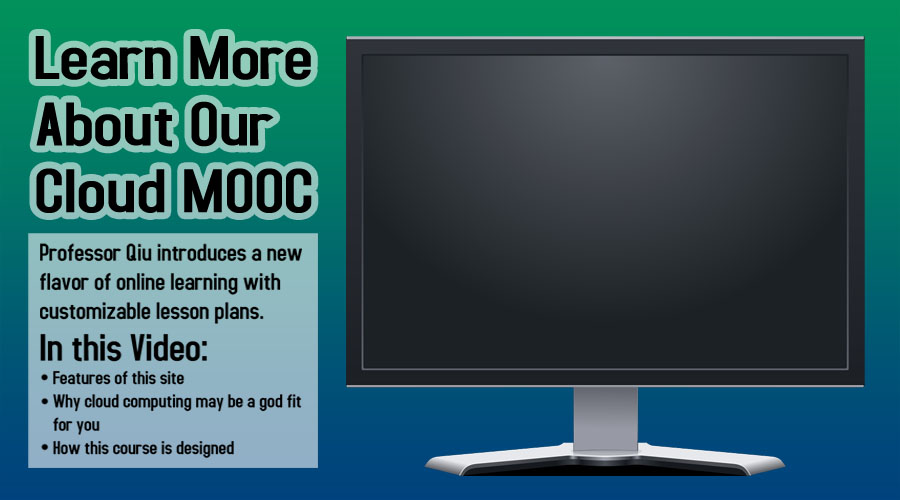 Learn More
About Our
Cloud MOOC
Professor Qiu introduces a new
flavor of online learning with
customizable lesson plans.
In this Video:
• Features of this site
• Why cloud computing may be a god fit
for you
• How this course is designed